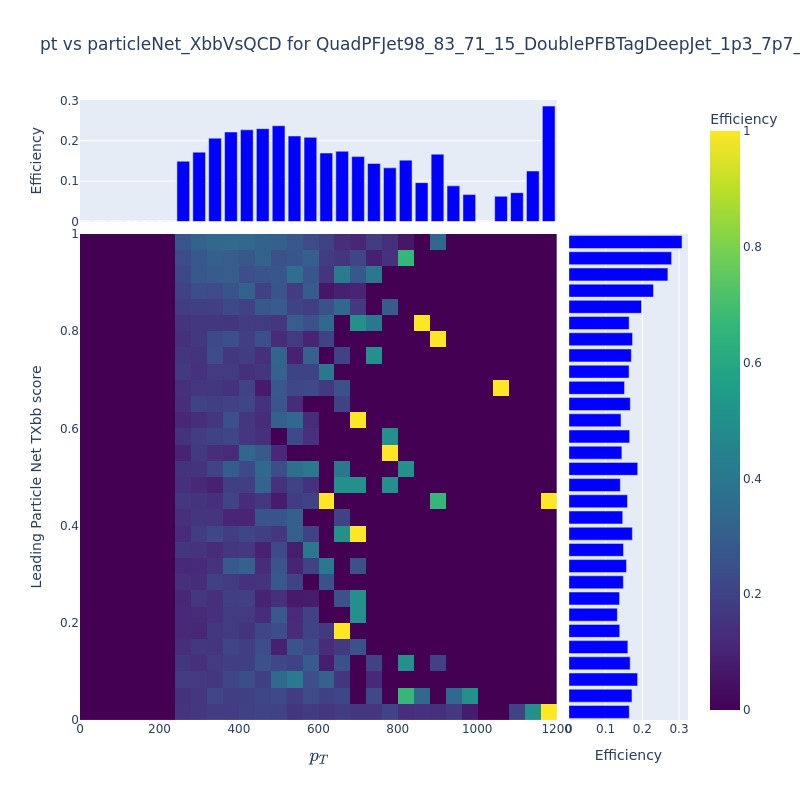 pt vs particleNet_XbbVsQCD for QuadPFJet98_83_71_15_DoublePFBTagDeepJet_1p3_7p7_
Efficiency
0.3
0.2
0.1
0
Efficiency
1
0.8
0.6
0.4
0.2
0
Leading Particle Net TXbb score
1
0.8
0.6
0.4
0.2
0
0 200 400 600 800 1000 1200
p_T
0 0.1 0.2 0.3
Efficiency